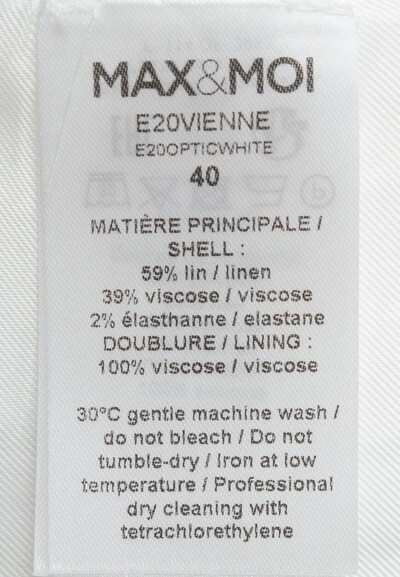 MAX&MOI
E20VIENNE
E20OPTICWHITE
40
MATIÈRE PRINCIPALE /
SHELL :
59% lin / linen
39% viscose / viscose
2% élasthanne / elastane
DOUBLURE / LINING :
100% viscose / viscose
30°C gentle machine wash /
do not bleach / Do not
tumble-dry / Iron at low
temperature / Professional
dry cleaning with
tetrachlorethylene